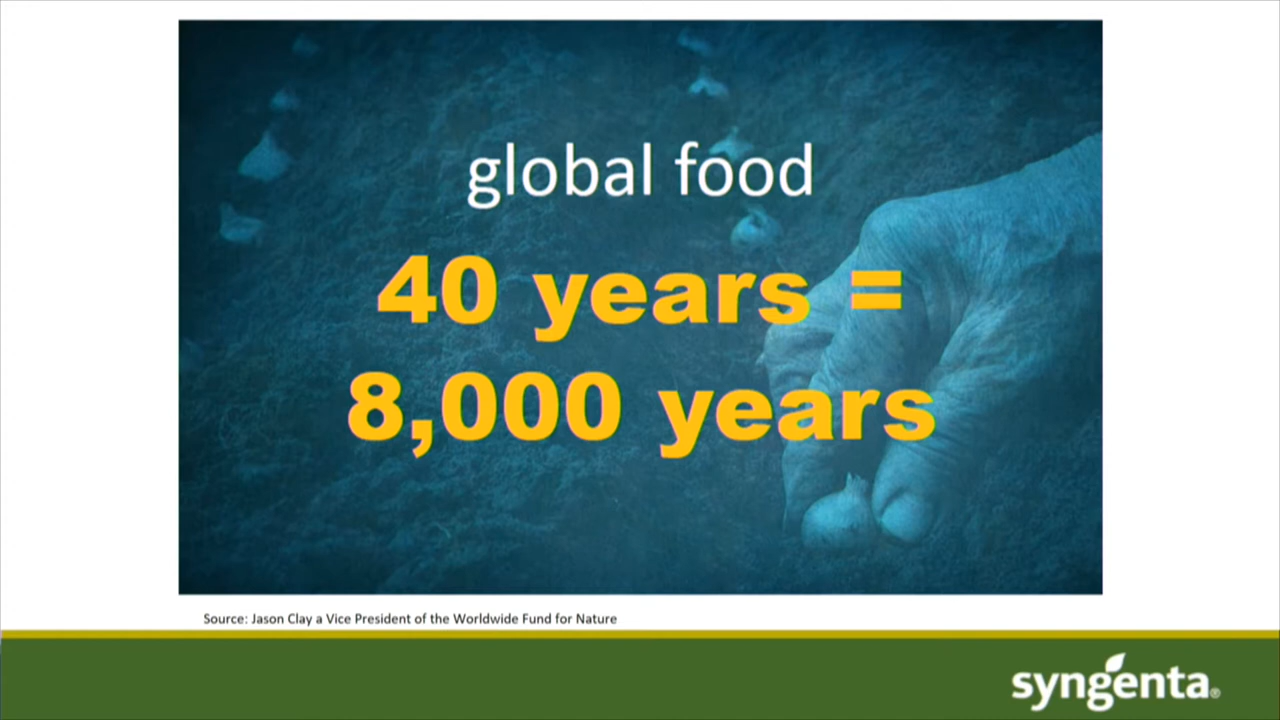 global food
40 years =
8,000 years
Source: Jason Clay a Vice President of the Worldwide Fund for Nature
syngenta®